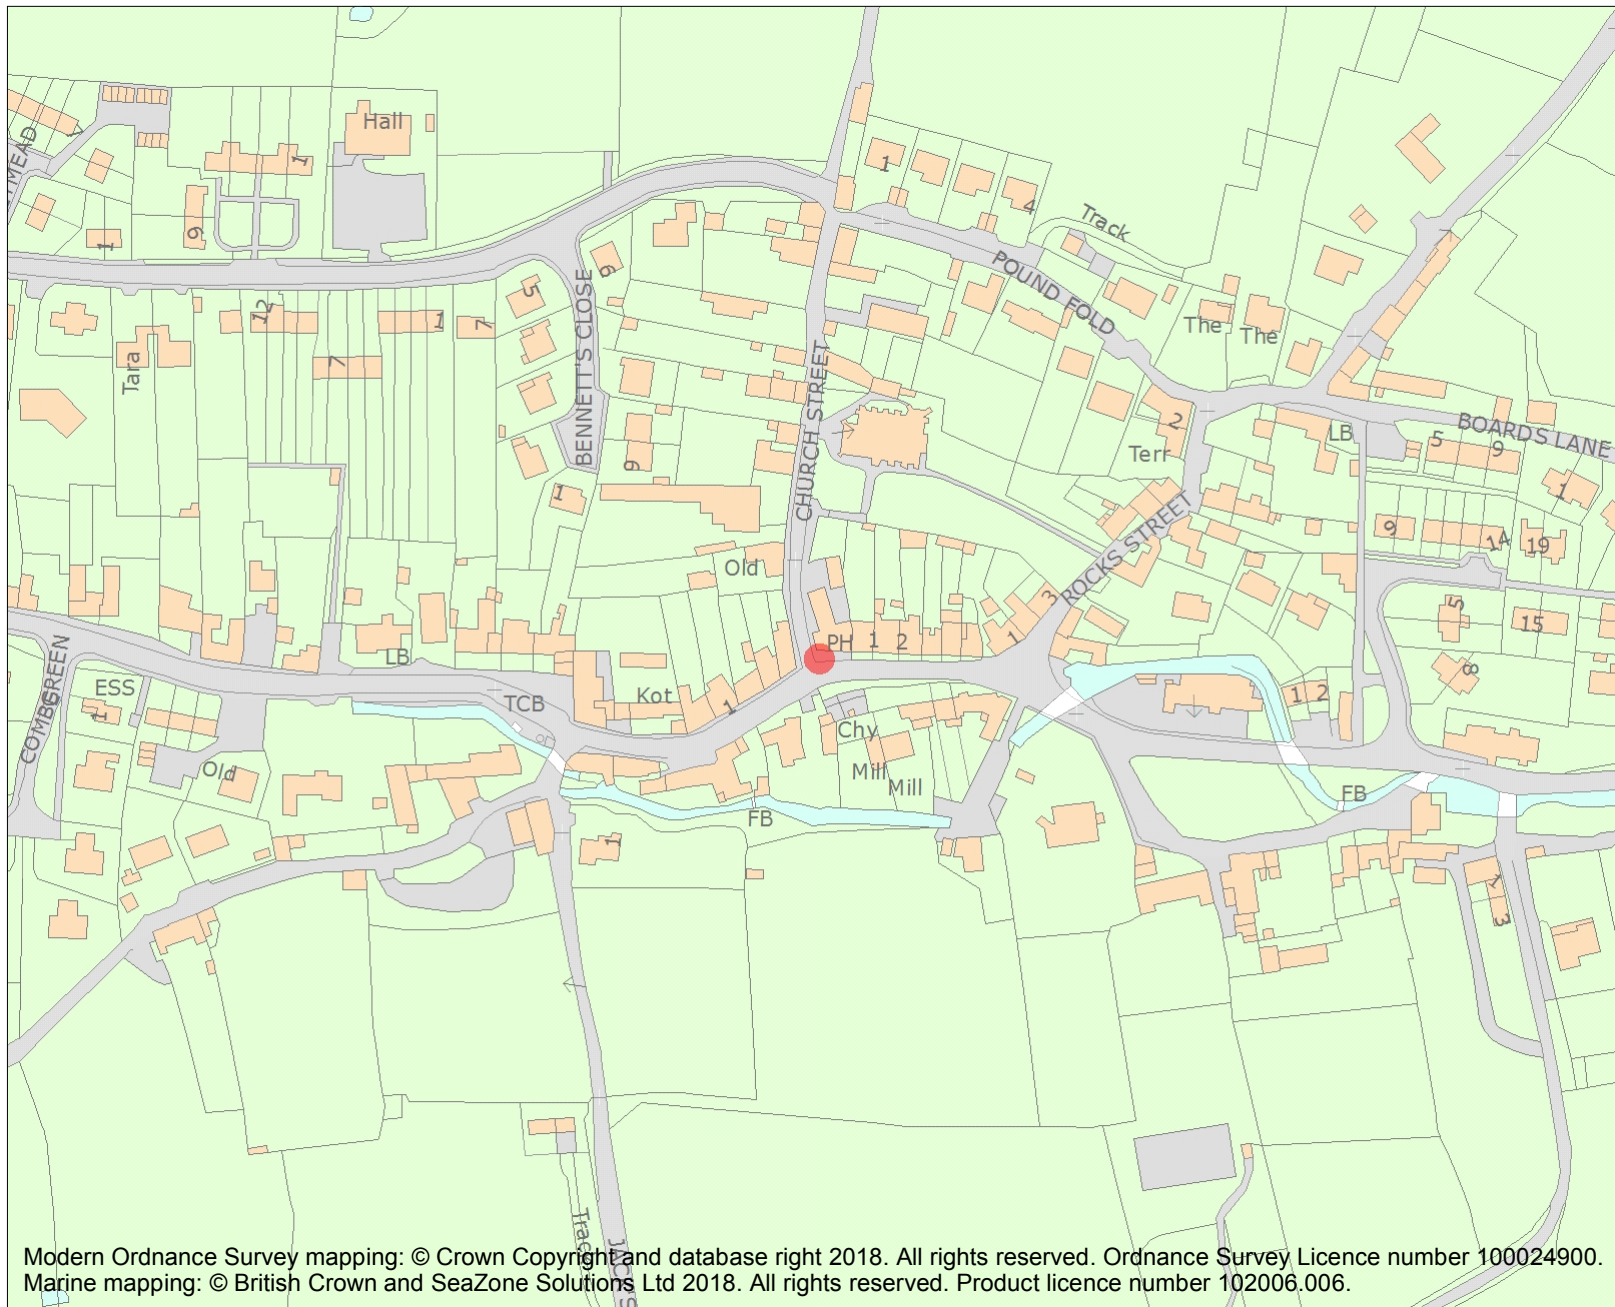 Hall
1
1
4
Track
9
1
6
POUND FOLD
5
12
1
7
The
The
7
Tara
BENNETT'S CLOSE
CHURCH STREET
2
LB
BOARDS LANE
5
9
Terr
9
1
1
ROCKS STREET
9
14
19
Old
3
5
15
PH
1
2
1
LB
8
COMBE
GREEN
ESS
1
Kot
1
1
2
TCB
Chy
Old
Mill
Mill
FB
FB
1
1
3
Track
JACK'S
Modern Ordnance Survey mapping: © Crown Copyright and database right 2018. All rights reserved. Ordnance Survey Licence number 100024900.
Marine mapping: © British Crown and SeaZone Solutions Ltd 2018. All rights reserved. Product licence number 102006.006.